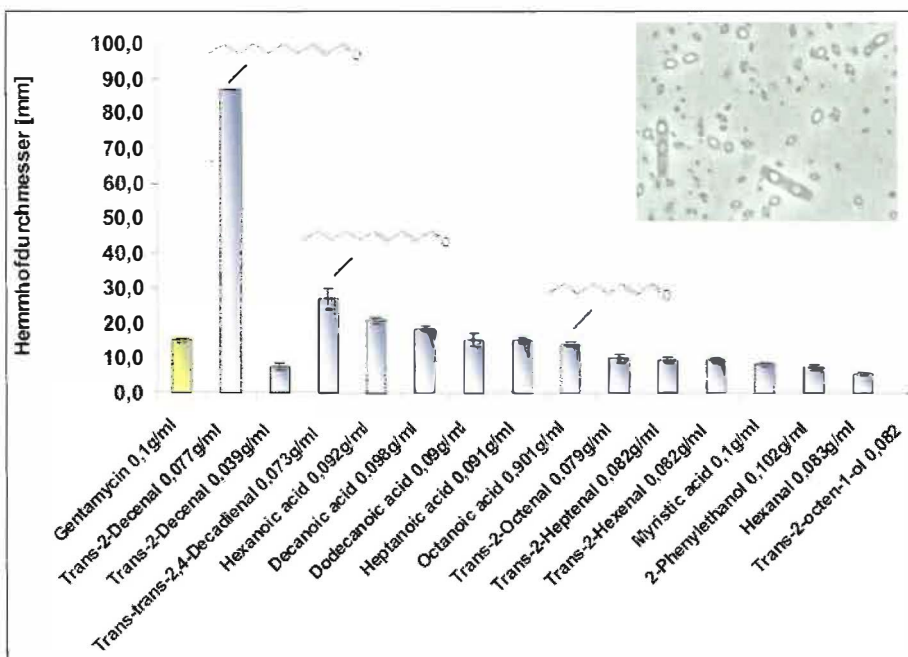 Hemmhofdurchmesser [mm]
100,0
90,0
80,0
70,0
60,0
50,0
40,0
30,0
20,0
10,0
0,0
Gentamycin 0,1g/ml
Trans-2-Decenal 0,077g/ml
Trans-2-Decenal 0,039g/ml
Trans-trans-2,4-Decadienal 0,073g/ml
Hexanoic acid 0,092g/ml
Decanoic acid 0,098g/ml
Dodecanoic acid 0,09g/ml
Heptanoic acid 0,091g/ml
Octanoic acid 0,901g/ml
Trans-2-Octenal 0,079g/ml
Trans-2-Heptenal 0,082g/ml
Trans-2-Hexenal 0,082g/ml
Myristic acid 0,1g/ml
2-Phenylethanol 0,102g/ml
Hexanal 0,083g/ml
Trans-2-octen-1-ol 0,082